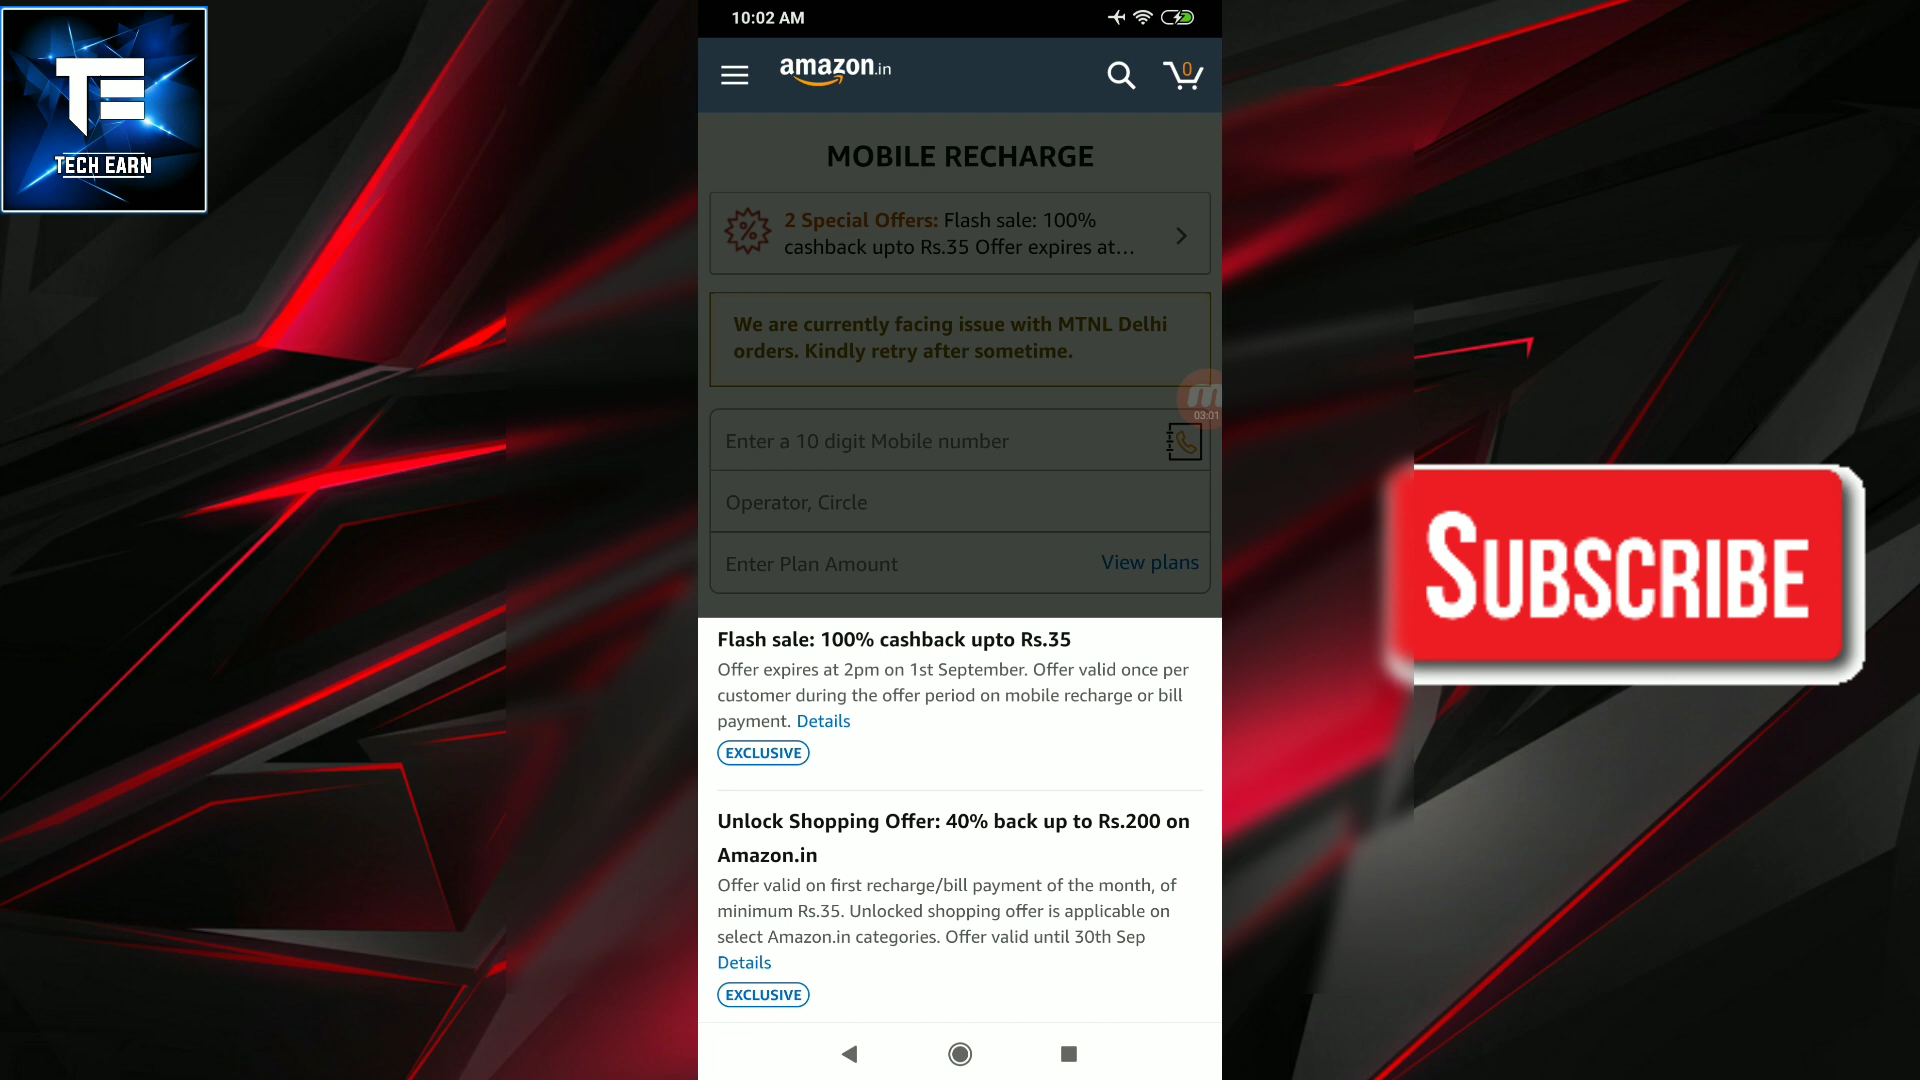 TE
TECH EARN
10:02 AM
amazon.in
0
MOBILE RECHARGE
2 Special Offers: Flash sale: 100%
cashback upto Rs.35 Offer expires at...
We are currently facing issue with MTNL Delhi
orders. Kindly retry after sometime.
03:01
Enter a 10 digit Mobile number
Operator, Circle
Enter Plan Amount
View plans
Flash sale: 100% cashback upto Rs.35
Offer expires at 2pm on 1st September. Offer valid once per
customer during the offer period on mobile recharge or bill
payment. Details
EXCLUSIVE
Unlock Shopping Offer: 40% back up to Rs.200 on
Amazon.in
Offer valid on first recharge/bill payment of the month, of
minimum Rs.35. Unlocked shopping offer is applicable on
select Amazon.in categories. Offer valid until 30th Sep
Details
EXCLUSIVE
SUBSCRIBE